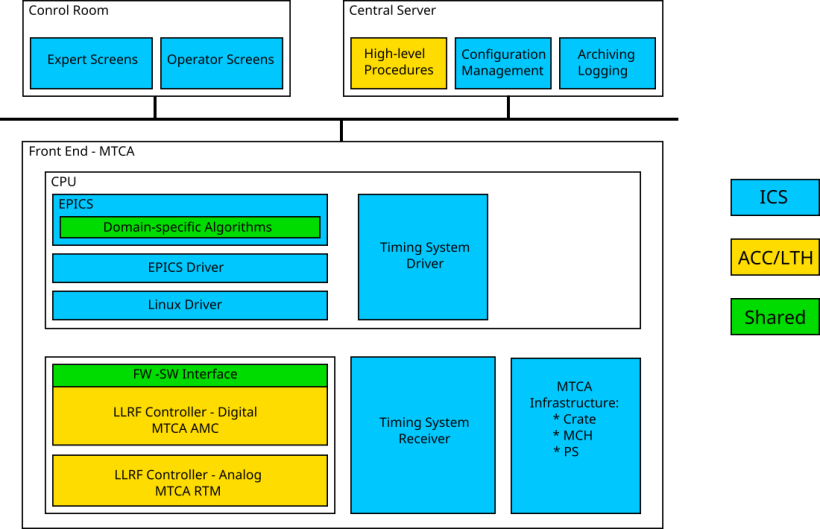 Conrol Room
Expert Screens
Operator Screens
Central Server
High-level
Procedures
Configuration
Management
Archiving
Logging
Front End - MTCA
CPU
EPICS
Domain-specific Algorithms
EPICS Driver
Linux Driver
Timing System
Driver
FW -SW Interface
LLRF Controller - Digital
MTCA AMC
LLRF Controller - Analog
MTCA RTM
Timing System
Receiver
MTCA
Infrastructure:
* Crate
* MCH
* PS
ICS
ACC/LTH
Shared